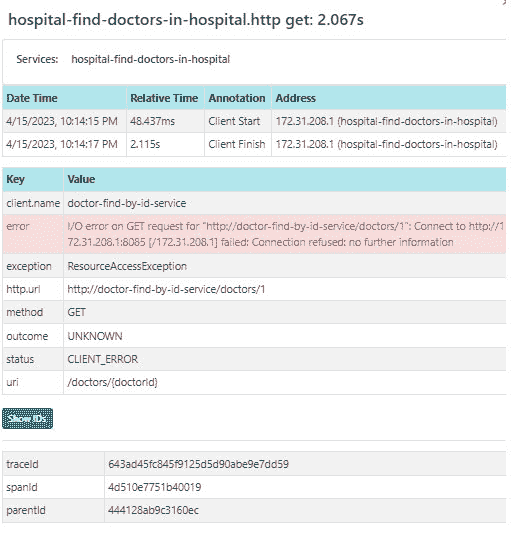 hospital-find-doctors-in-hospital.http get: 2.067s
Services: hospital-find-doctors-in-hospital
Date Time Relative Time Annotation Address
4/15/2023, 10:14:15 PM 48.437ms Client Start 172.31.208.1 (hospital-find-doctors-in-hospital)
4/15/2023, 10:14:17 PM 2.115s Client Finish 172.31.208.1 (hospital-find-doctors-in-hospital)
Key Value
client.name doctor-find-by-id-service
error I/O error on GET request for "http://doctor-find-by-id-service/doctors/1": Connect to http://1
72.31.208.1:8085 [/172.31.208.1] failed: Connection refused: no further information
exception ResourceAccessException
http.url http://doctor-find-by-id-service/doctors/1
method GET
outcome UNKNOWN
status CLIENT_ERROR
uri /doctors/{doctorId}
Show IDs
traceId 643ad45fc845f9125d5d90abe9e7dd59
spanId 4d510e7751b40019
parentId 444128ab9c3160ec